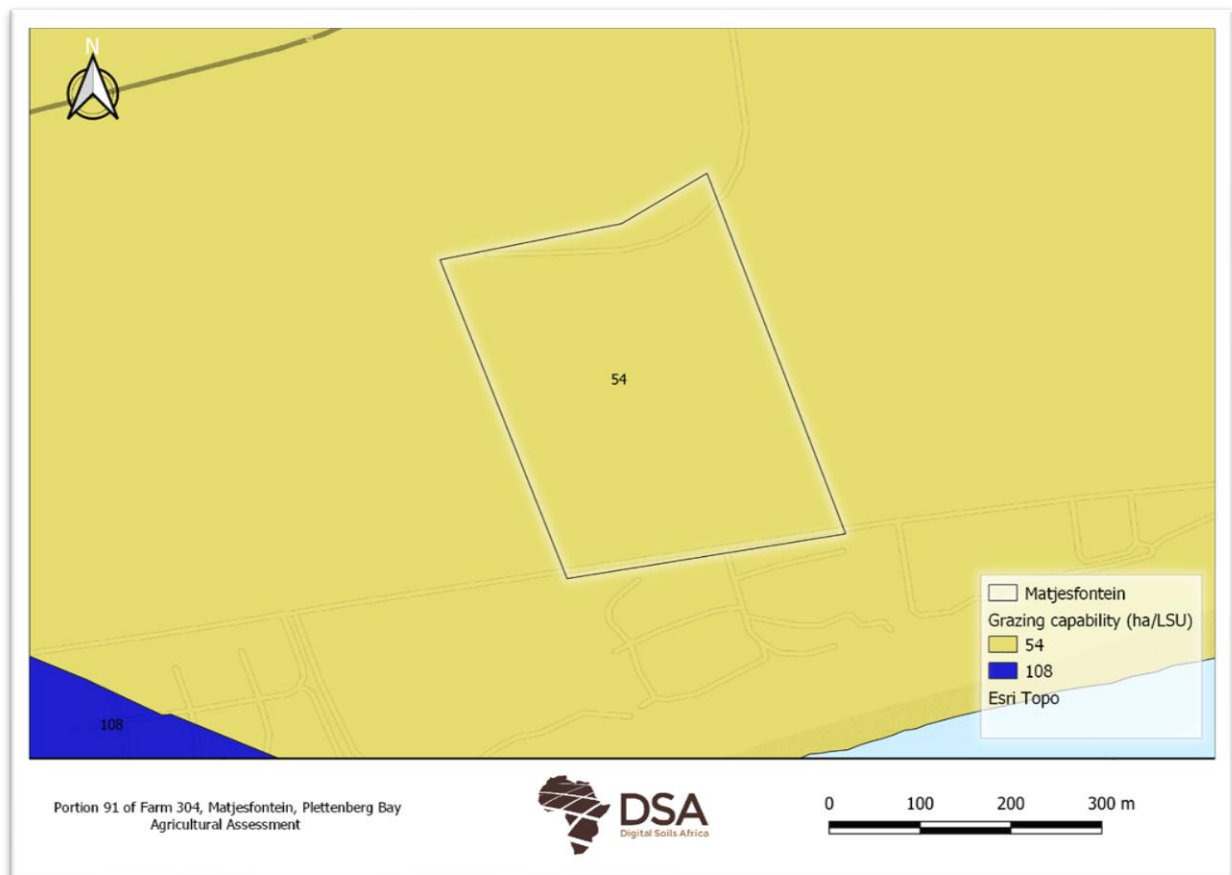 N
54
108
Matjesfontein
Grazing capability (ha/LSU)
54
108
Esri Topo
Portion 91 of Farm 304, Matjesfontein, Plettenberg Bay
Agricultural Assessment
DSA
Digital Soils Africa
0 100 200 300 m